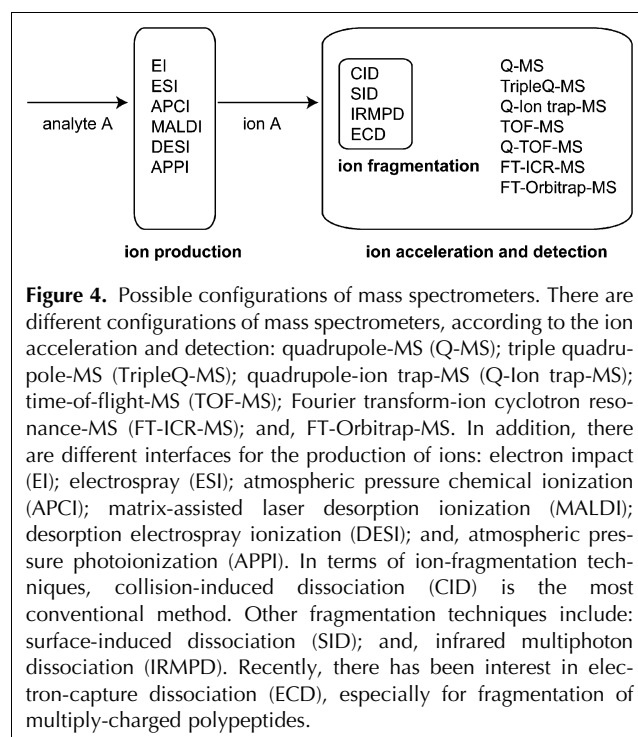 EI
ESI
APCI
MALDI
DESI
APPI
analyte A
ion A
ion production
CID
SID
IRMPD
ECD
ion fragmentation
Q-MS
TripleQ-MS
Q-Ion trap-MS
TOF-MS
Q-TOF-MS
FT-ICR-MS
FT-Orbitrap-MS
ion acceleration and detection
Figure 4. Possible configurations of mass spectrometers. There are
different configurations of mass spectrometers, according to the ion
acceleration and detection: quadrupole-MS (Q-MS); triple quadru-
pole-MS (TripleQ-MS); quadrupole-ion trap-MS (Q-Ion trap-MS);
time-of-flight-MS (TOF-MS); Fourier transform-ion cyclotron reso-
nance-MS (FT-ICR-MS); and, FT-Orbitrap-MS. In addition, there
are different interfaces for the production of ions: electron impact
(EI); electrospray (ESI); atmospheric pressure chemical ionization
(APCI); matrix-assisted laser desorption ionization (MALDI);
desorption electrospray ionization (DESI); and, atmospheric pres-
sure photoionization (APPI). In terms of ion-fragmentation tech-
niques, collision-induced dissociation (CID) is the most
conventional method. Other fragmentation techniques include:
surface-induced dissociation (SID); and, infrared multiphoton
dissociation (IRMPD). Recently, there has been interest in elec-
tron-capture dissociation (ECD), especially for fragmentation of
multiply-charged polypeptides.